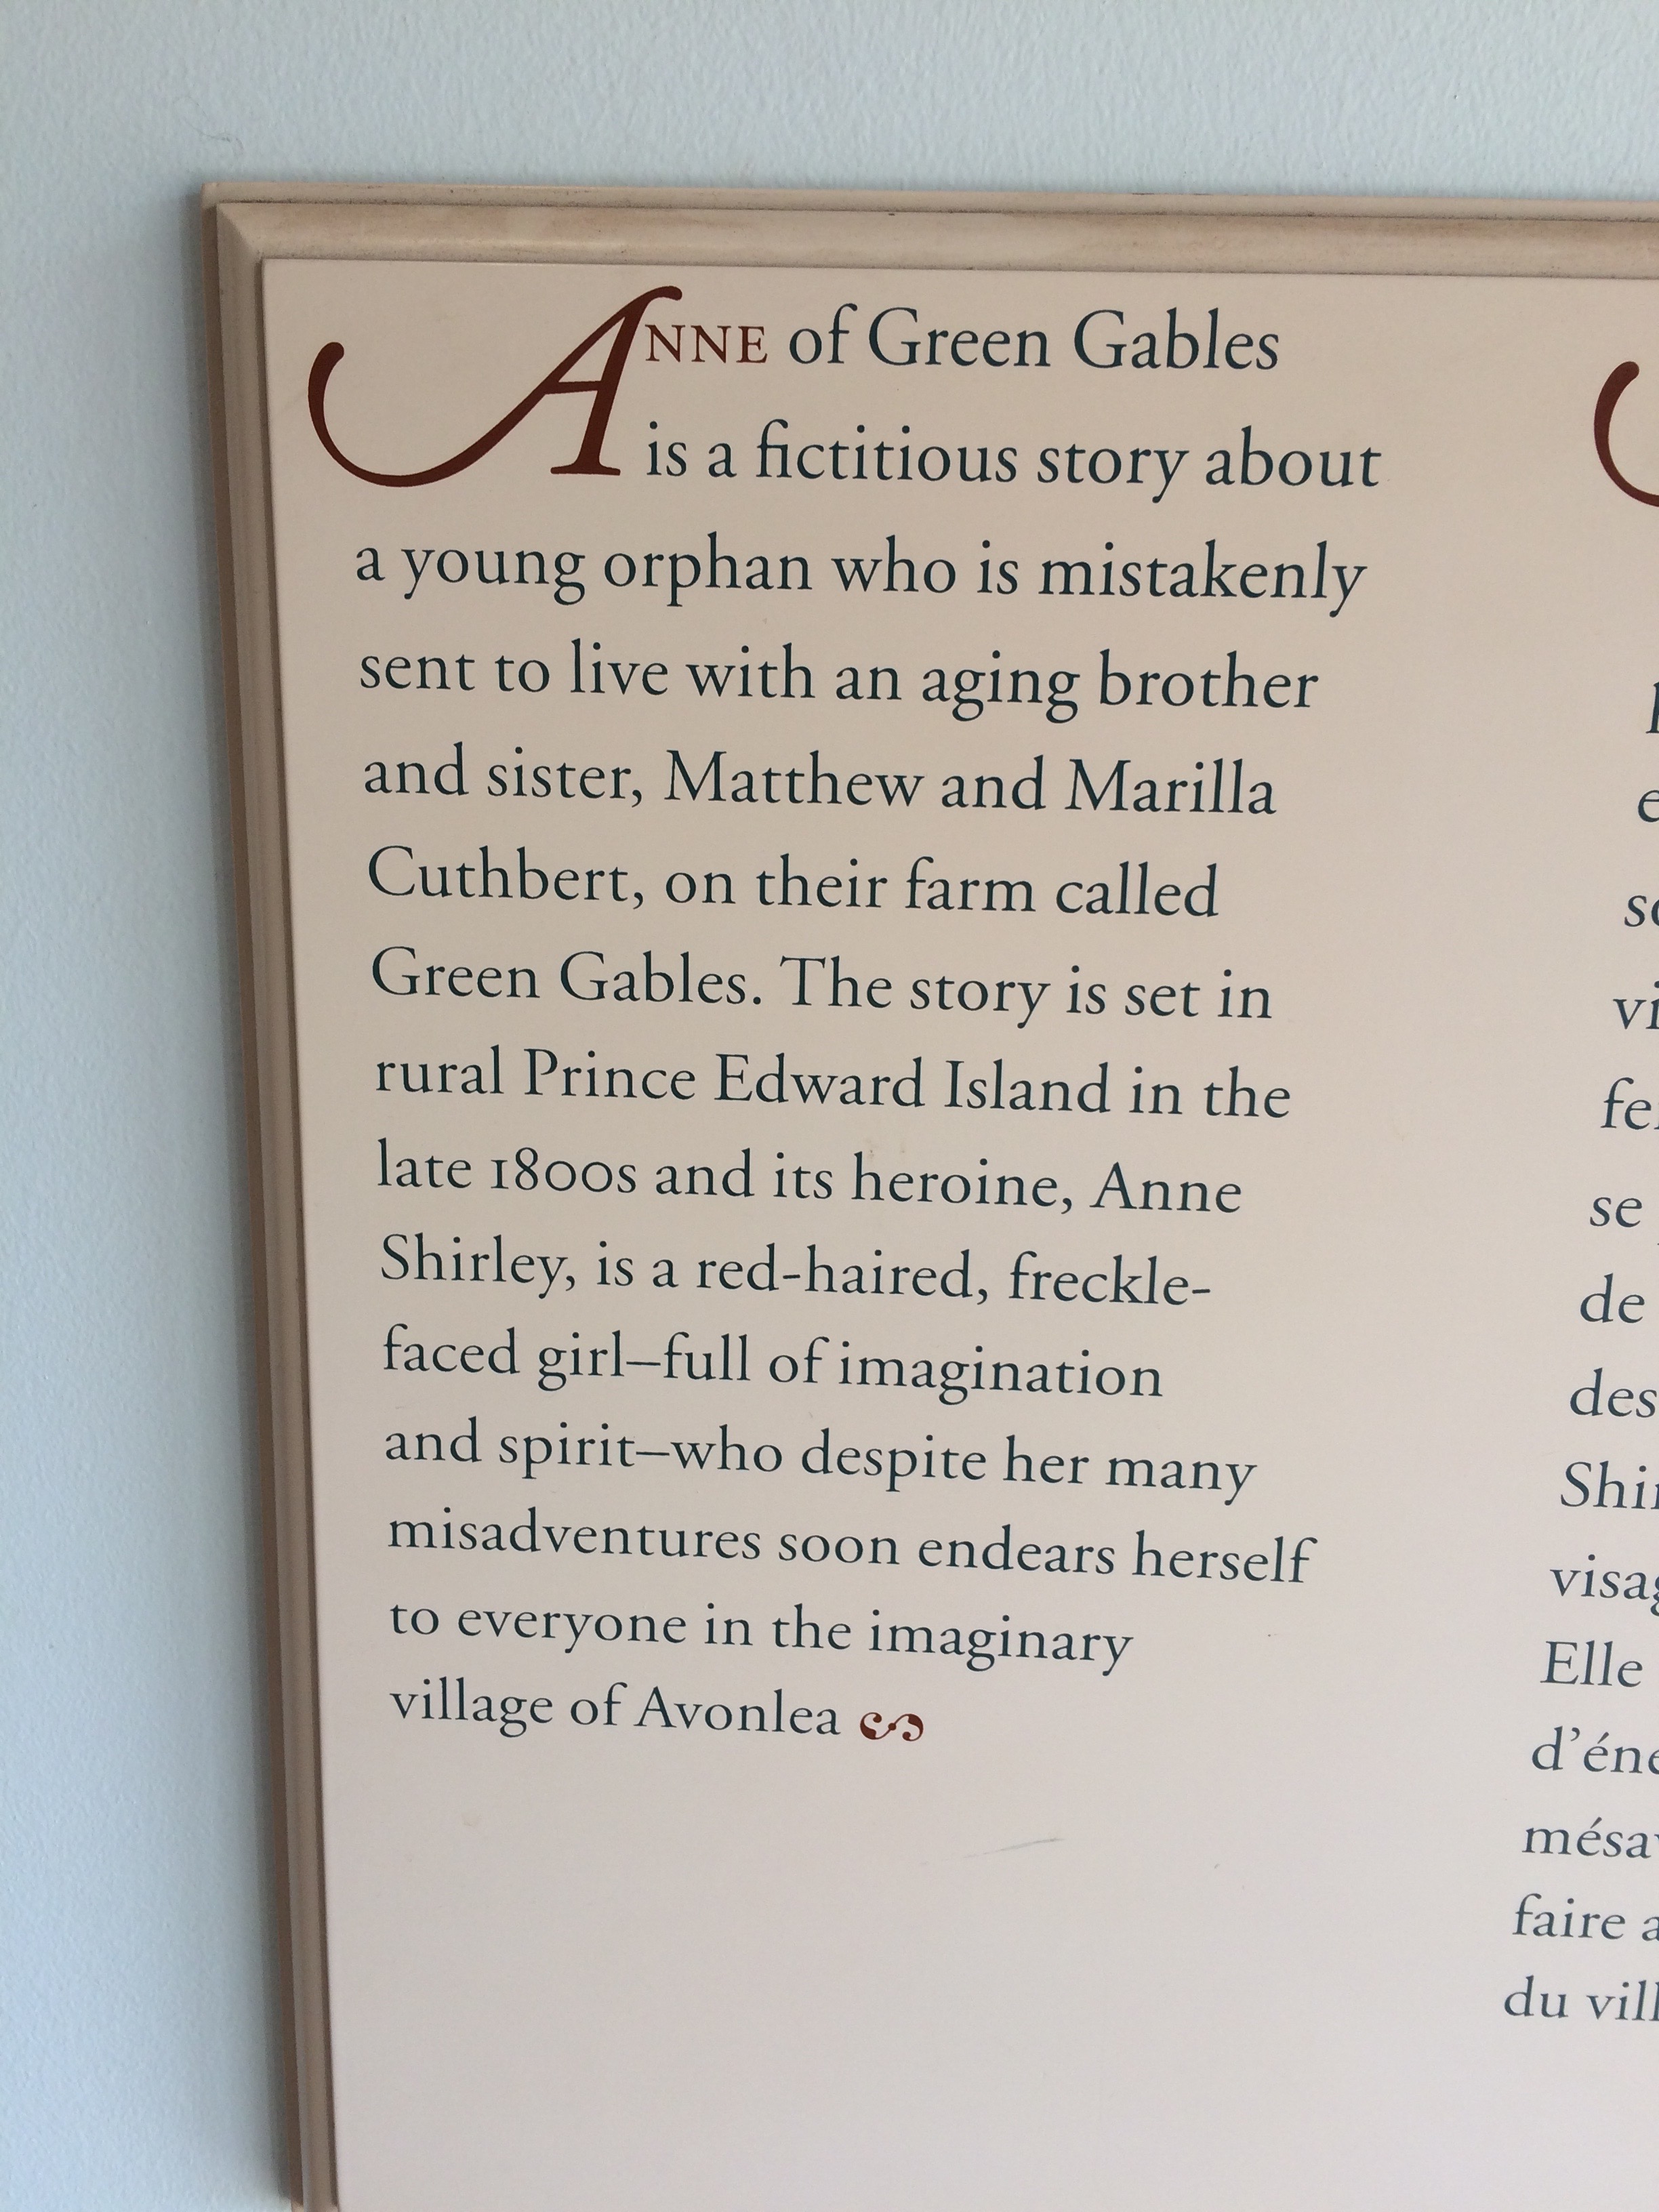 ANNE of Green Gables
is a fictitious story about
a young orphan who is mistakenly
sent to live with an aging brother
and sister, Matthew and Marilla
Cuthbert, on their farm called
Green Gables. The story is set in
rural Prince Edward Island in the
late 1800s and its heroine, Anne
Shirley, is a red-haired, freckle-
faced girl–full of imagination
and spirit–who despite her many
misadventures soon endears herself
to everyone in the imaginary
village of Avonlea
se
de
des
Elle
faire
du